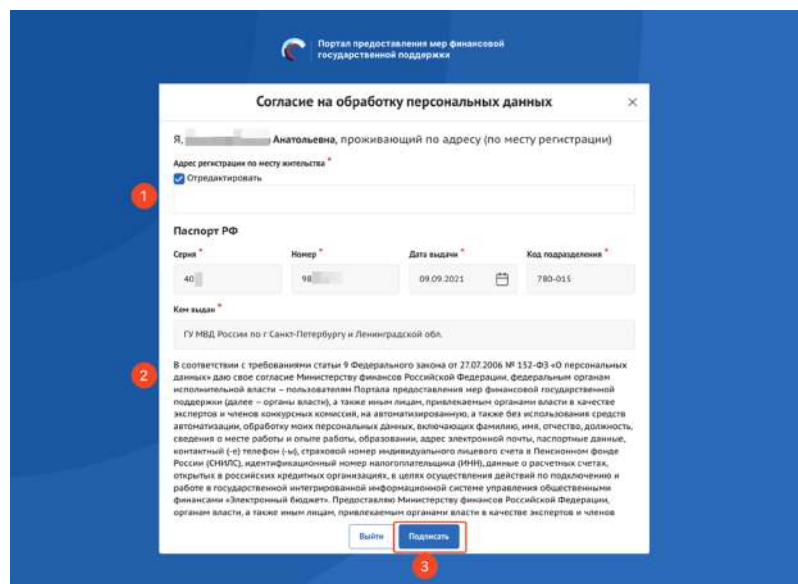 Портал предоставления мер финансовой
государственной поддержки
Согласие на обработку персональных данных
Я, Анатольевна, проживающий по адресу (по месту регистрации)
Адрес регистрации по месту жительства *
Отредактировать
1
Паспорт РФ
Серия * Номер * Дата выдачи * Код подразделения *
40 98 09.09.2021 780-015
Кем выдан *
ГУ МВД России по г Санкт-Петербургу и Ленинградской обл.
2
В соответствии с требованиями статьи 9 Федерального закона от 27.07.2006 № 152-ФЗ «О персональных
данных» даю свое согласие Министерству финансов Российской Федерации, федеральным органам
исполнительной власти – пользователям Портала предоставления мер финансовой государственной
поддержки (далее – органы власти), а также иным лицам, привлекаемым органами власти в качестве
экспертов и членов конкурсных комиссий, на автоматизированную, а также без использования средств
автоматизации, обработку моих персональных данных, включающих фамилию, имя, отчество, должность,
сведения о месте работы и опыте работы, образовании, адрес электронной почты, паспортные данные,
контактный (-е) телефон (-ы), страховой номер индивидуального лицевого счета в Пенсионном фонде
России (СНИЛС), идентификационный номер налогоплательщика (ИНН), данные о расчетных счетах,
открытых в российских кредитных организациях, в целях осуществления действий по подключению и
работе в государственной интегрированной информационной системе управления общественными
финансами «Электронный бюджет». Предоставляю Министерству финансов Российской Федерации,
органам власти, а также иным лицам, привлекаемым органами власти в качестве экспертов и членов
Выйти Подписать
3